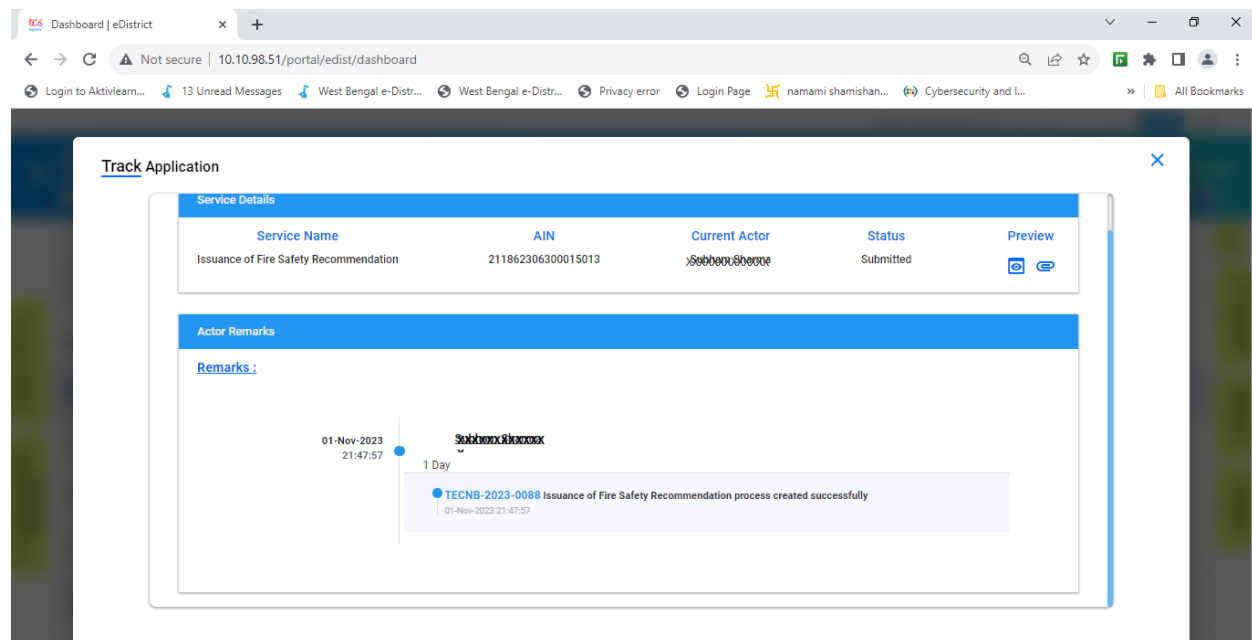 tcs Dashboard | eDistrict
Not secure | 10.10.98.51/portal/edist/dashboard
Login to Aktivlearn... 13 Unread Messages West Bengal e-Distr... West Bengal e-Distr... Privacy error Login Page namami shamishan... Cybersecurity and I... » All Bookmarks
Track Application
Service Details
Service Name AIN Current Actor Status Preview
Issuance of Fire Safety Recommendation 211862306300015013 Submitted
Actor Remarks
Remarks :
01-Nov-2023
21:47:57
1 Day
TECNB-2023-0088 Issuance of Fire Safety Recommendation process created successfully
01-Nov-2023 21:47:57